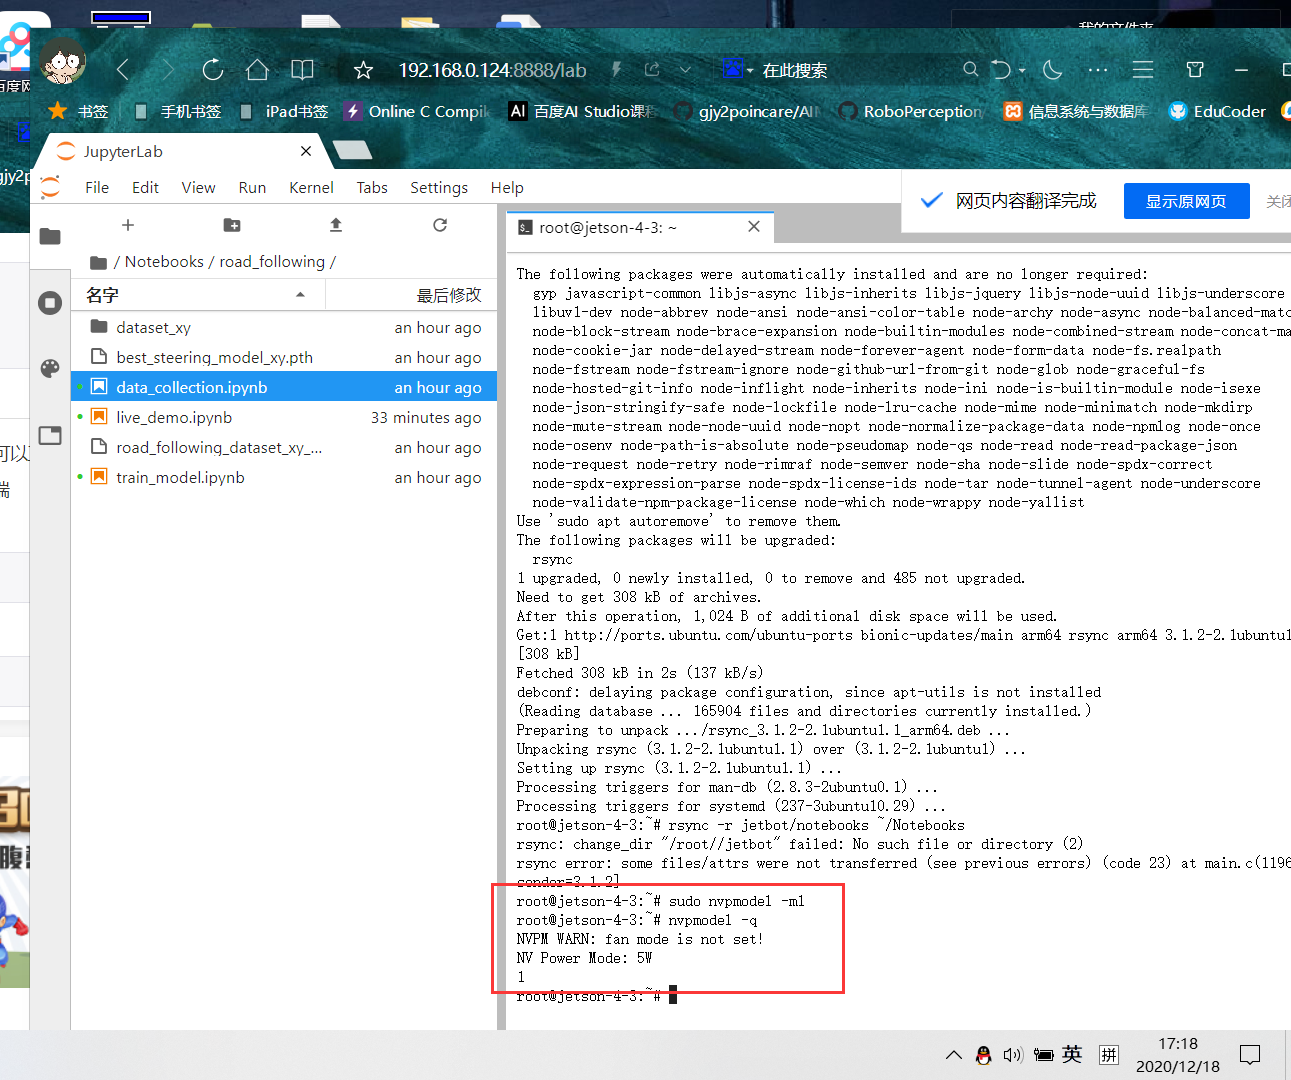 我的文件夹
百度网
192.168.0.124:8888/lab
在此搜索
书签
手机书签
iPad书签
Online C Compil
AI 百度AI Studio课程
gjy2poincare/AIM
RoboPerception
信息系统与数据库
EduCoder
JupyterLab
gjy2p
File Edit View Run Kernel Tabs Settings Help
网页内容翻译完成
显示原网页
关闭
root@jetson-4-3: ~
/ Notebooks / road_following /
名字 最后修改
dataset_xy an hour ago
best_steering_model_xy.pth an hour ago
data_collection.ipynb an hour ago
live_demo.ipynb 33 minutes ago
road_following_dataset_xy_... an hour ago
train_model.ipynb an hour ago
可以
端
The following packages were automatically installed and are no longer required:
gyp javascript-common libjs-async libjs-inherits libjs-jquery libjs-node-uuid libjs-underscore
libuv1-dev node-abbrev node-ansi node-ansi-color-table node-archy node-async node-balanced-matc
node-block-stream node-brace-expansion node-builtin-modules node-combined-stream node-concat-ma
node-cookie-jar node-delayed-stream node-forever-agent node-form-data node-fs.realpath
node-fstream node-fstream-ignore node-github-url-from-git node-glob node-graceful-fs
node-hosted-git-info node-inflight node-inherits node-ini node-is-builtin-module node-isexe
node-json-stringify-safe node-lockfile node-lru-cache node-mime node-minimatch node-mkdirp
node-mute-stream node-node-uuid node-nopt node-normalize-package-data node-npmlog node-once
node-osenv node-path-is-absolute node-pseudomap node-qs node-read node-read-package-json
node-request node-retry node-rimraf node-semver node-sha node-slide node-spdx-correct
node-spdx-expression-parse node-spdx-license-ids node-tar node-tunnel-agent node-underscore
node-validate-npm-package-license node-which node-wrappy node-yallist
Use 'sudo apt autoremove' to remove them.
The following packages will be upgraded:
rsync
1 upgraded, 0 newly installed, 0 to remove and 485 not upgraded.
Need to get 308 kB of archives.
After this operation, 1,024 B of additional disk space will be used.
Get:1 http://ports.ubuntu.com/ubuntu-ports bionic-updates/main arm64 rsync arm64 3.1.2-2.1ubuntu1
[308 kB]
Fetched 308 kB in 2s (137 kB/s)
debconf: delaying package configuration, since apt-utils is not installed
(Reading database ... 165904 files and directories currently installed.)
Preparing to unpack .../rsync_3.1.2-2.1ubuntu1.1_arm64.deb ...
Unpacking rsync (3.1.2-2.1ubuntu1.1) over (3.1.2-2.1ubuntu1) ...
Setting up rsync (3.1.2-2.1ubuntu1.1) ...
Processing triggers for man-db (2.8.3-2ubuntu0.1) ...
Processing triggers for systemd (237-3ubuntu10.29) ...
root@jetson-4-3:~# rsync -r jetbot/notebooks ~/Notebooks
rsync: change_dir "/root//jetbot" failed: No such file or directory (2)
rsync error: some files/attrs were not transferred (see previous errors) (code 23) at main.c(1196
sender=3.1.2]
root@jetson-4-3:~# sudo nvpmodel -m1
root@jetson-4-3:~# nvpmodel -q
NVPM WARN: fan mode is not set!
NV Power Mode: 5W
1
root@jetson-4-3:~#
英
拼
17:18
2020/12/18